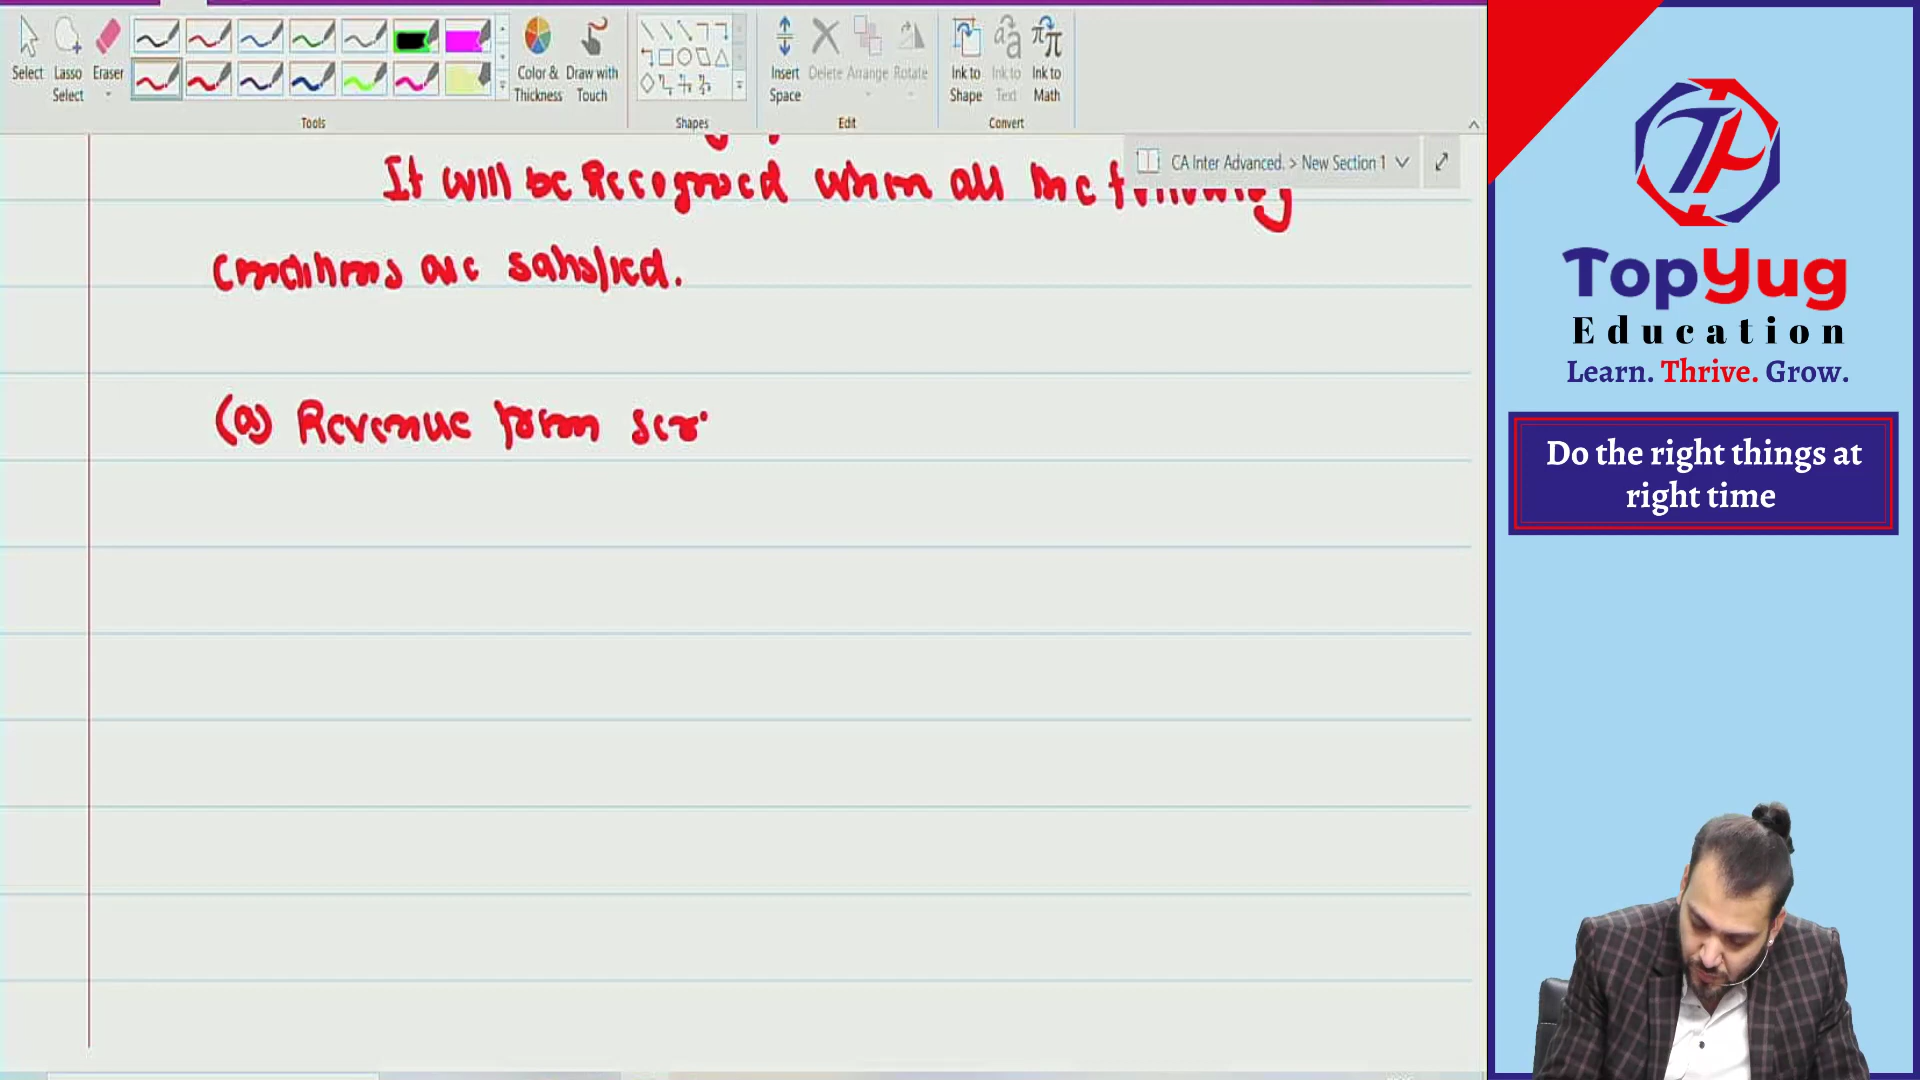 Select
Lasso Select
Eraser
Color & Thickness
Draw with Touch
Tools
Shapes
Insert Space
Delete
Arrange
Rotate
Edit
Ink to Shape
Ink to Text
Ink to Math
Convert
CA Inter Advanced. > New Section 1
It will be Recognised when all the following
conditions are satisfied.
(a) Revenue from ser
TopYug
Education
Learn. Thrive. Grow.
Do the right things at
right time